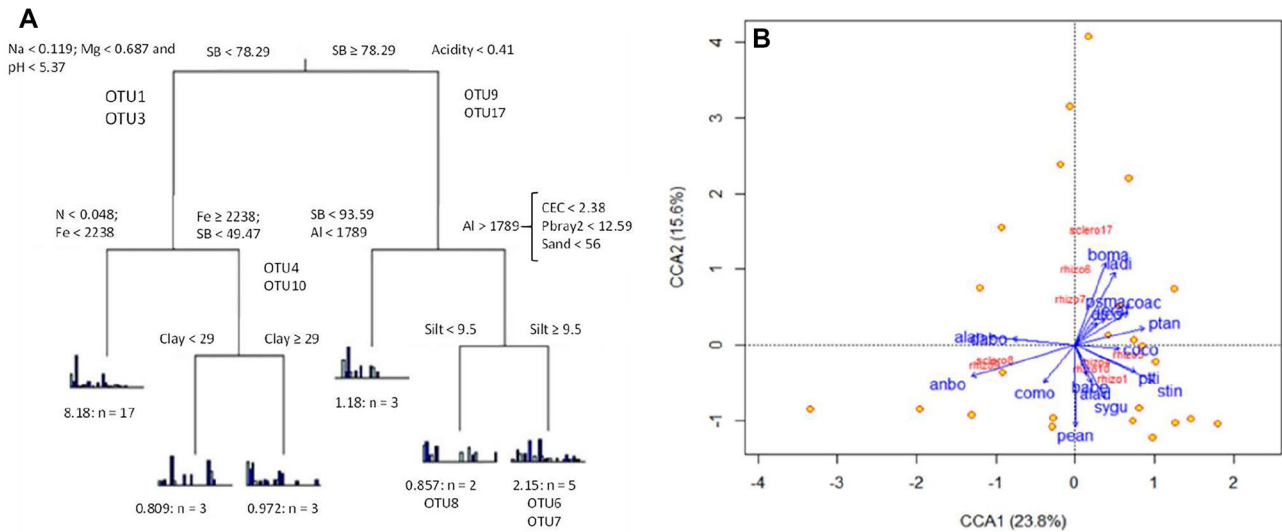 A
Na < 0.119; Mg < 0.687 and
pH < 5.37
SB < 78.29
SB ≥ 78.29
Acidity < 0.41
OTU1
OTU3
OTU9
OTU17
N < 0.048;
Fe < 2238
Fe ≥ 2238;
SB < 49.47
SB < 93.59
Al < 1789
Al > 1789
CEC < 2.38
Pbray2 < 12.59
Sand < 56
OTU4
OTU10
Clay < 29
Clay ≥ 29
Silt < 9.5
Silt ≥ 9.5
8.18: n = 17
1.18: n = 3
0.809: n = 3
0.972: n = 3
0.857: n = 2
OTU8
2.15: n = 5
OTU6
OTU7
B
CCA2 (15.6%)
4
3
2
1
0
-1
sclero17
boma
ladi
rhizo6
rhizo7
psma
coac
ptan
dabo
coco
sclero8
rhizo1
anbo
como
babo
stin
sygu
pean
-4
-3
-2
-1
0
1
2
CCA1 (23.8%)